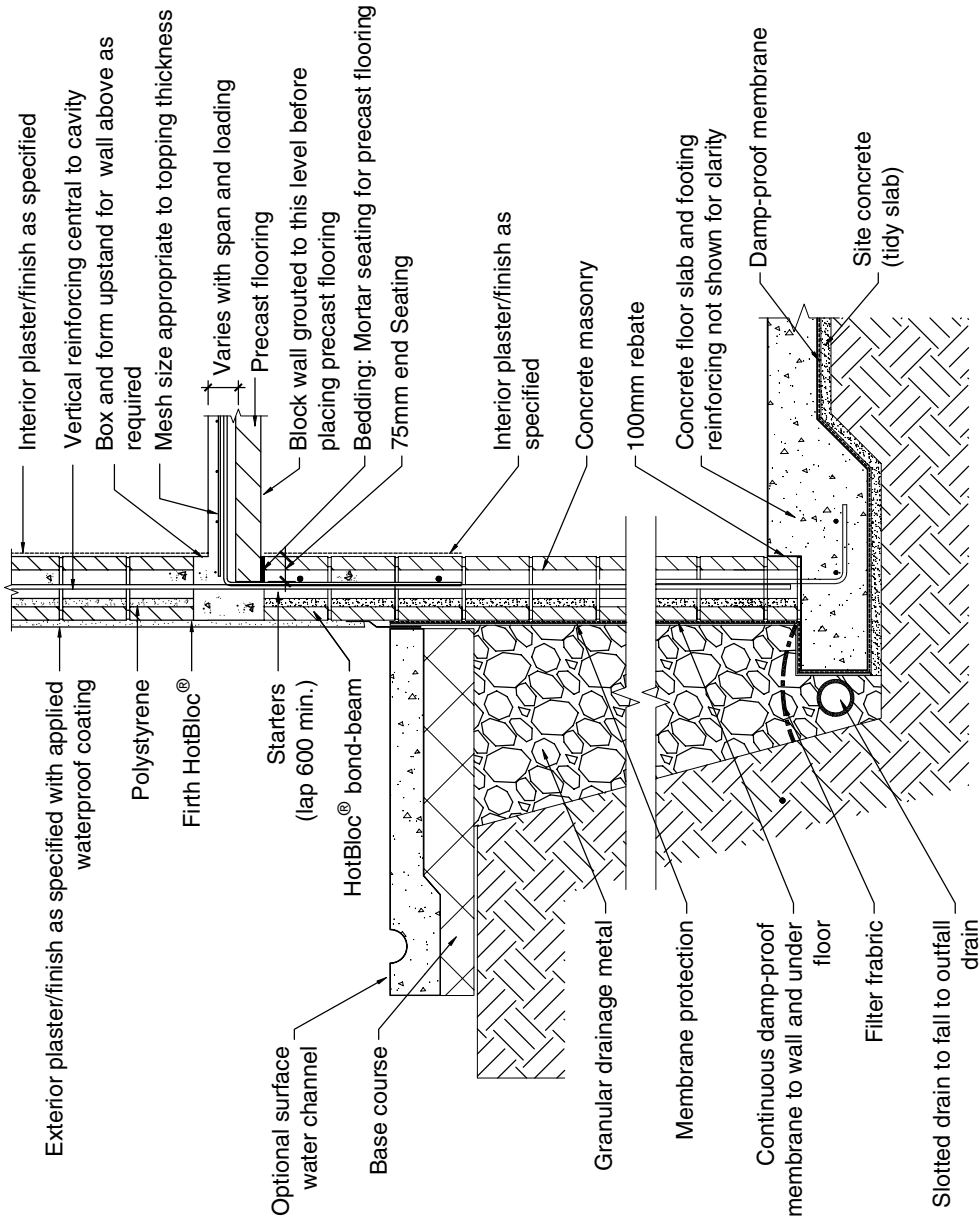 Exterior plaster/finish as specified with applied
waterproof coating
Polystyrene
Firth HotBloc®
Starters
(lap 600 min.)
HotBloc® bond-beam
Optional surface
water channel
Base course
Granular drainage metal
Membrane protection
Continuous damp-proof
membrane to wall and under
floor
Filter frabric
Slotted drain to fall to outfall
drain
Interior plaster/finish as specified
Vertical reinforcing central to cavity
Box and form upstand for wall above as
required
Mesh size appropriate to topping thickness
Varies with span and loading
Precast flooring
Block wall grouted to this level before
placing precast flooring
Bedding: Mortar seating for precast flooring
75mm end Seating
Interior plaster/finish as
specified
Concrete masonry
100mm rebate
Concrete floor slab and footing
reinforcing not shown for clarity
Damp-proof membrane
Site concrete
(tidy slab)